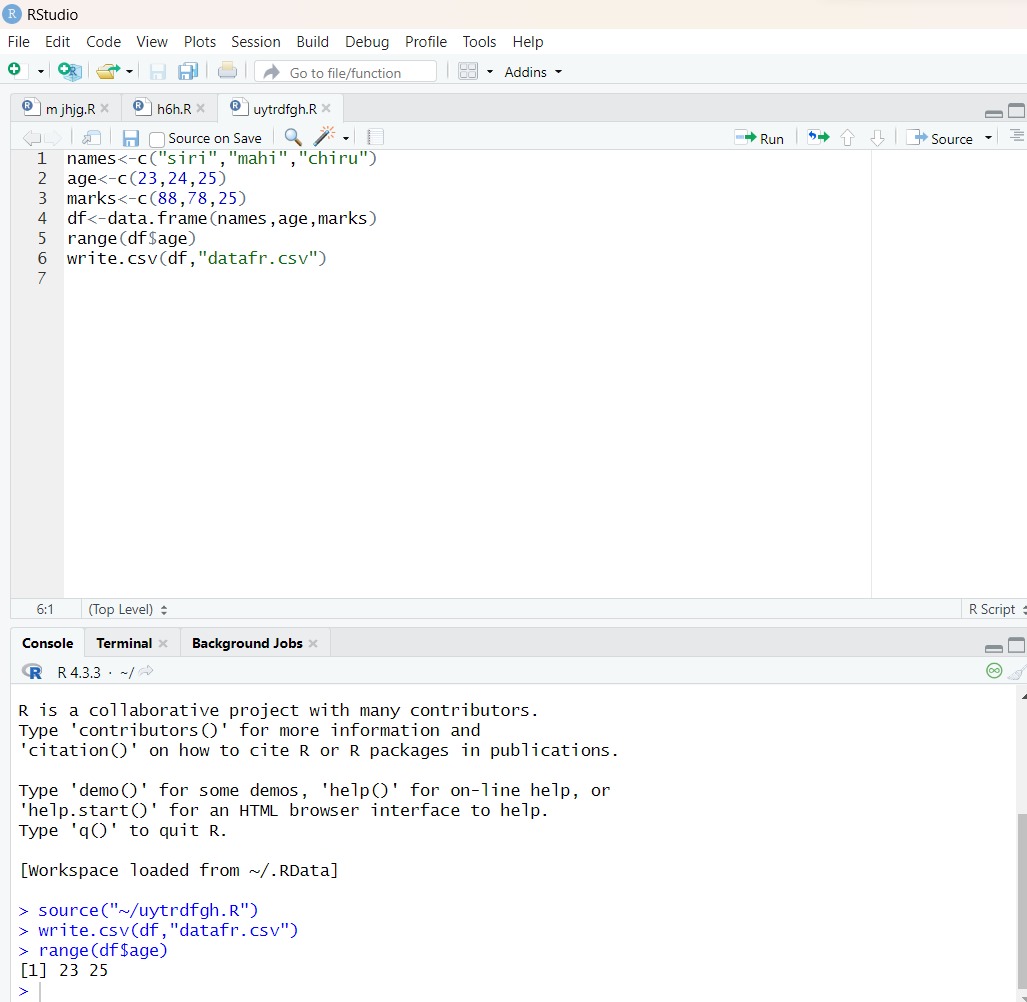 RStudio
File Edit Code View Plots Session Build Debug Profile Tools Help
Go to file/function Addins
m jhjg.R h6h.R uytrdfgh.R
Source on Save Run Source
1 names<-c("siri","mahi","chiru")
2 age<-c(23,24,25)
3 marks<-c(88,78,25)
4 df<-data.frame(names,age,marks)
5 range(df$age)
6 write.csv(df,"datafr.csv")
7
6:1 (Top Level) R Script
Console Terminal Background Jobs
R 4.3.3 · ~/
R is a collaborative project with many contributors.
Type 'contributors()' for more information and
'citation()' on how to cite R or R packages in publications.
Type 'demo()' for some demos, 'help()' for on-line help, or
'help.start()' for an HTML browser interface to help.
Type 'q()' to quit R.
[Workspace loaded from ~/.RData]
> source("~/uytrdfgh.R")
> write.csv(df,"datafr.csv")
> range(df$age)
[1] 23 25
>